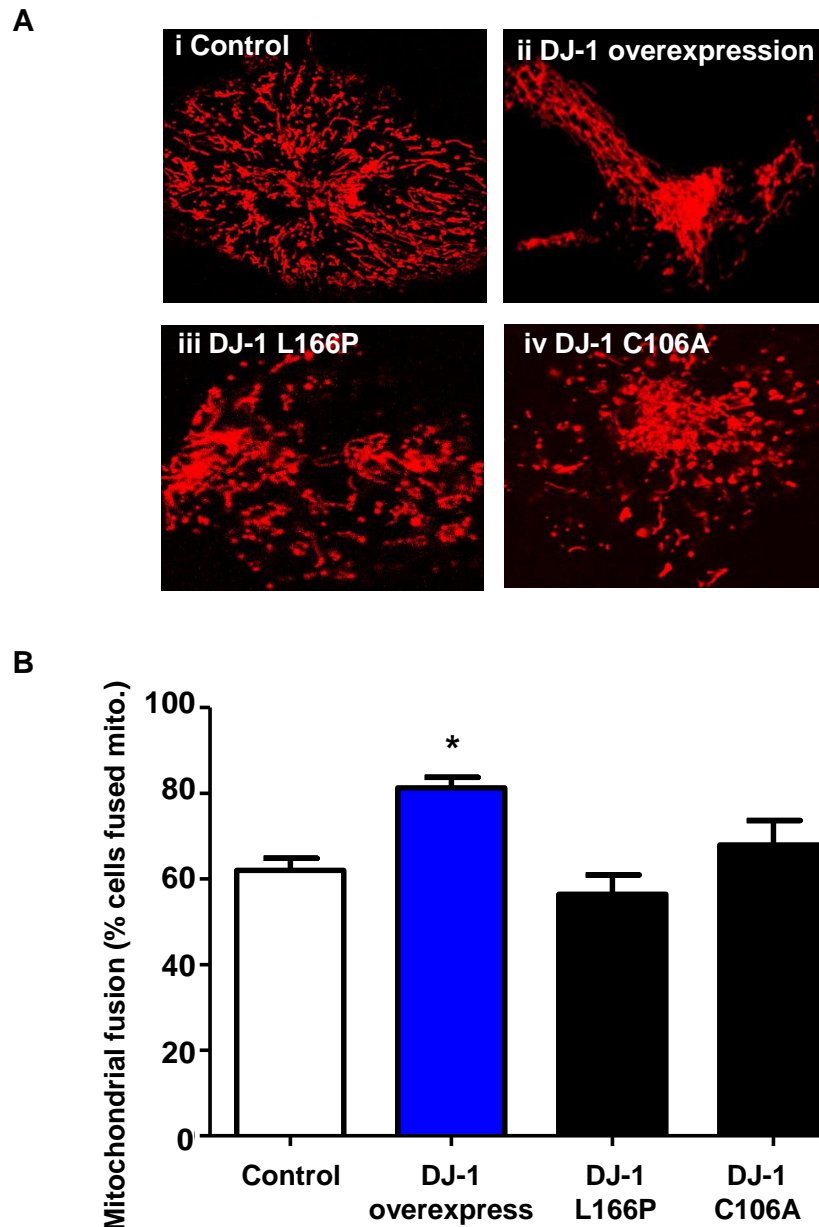 A
i Control
ii DJ-1 overexpression
iii DJ-1 L166P
iv DJ-1 C106A
B
Mitochondrial fusion (% cells fused mito.)
100
80
60
40
20
0
*
Control
DJ-1
overexpress
DJ-1
L166P
DJ-1
C106A